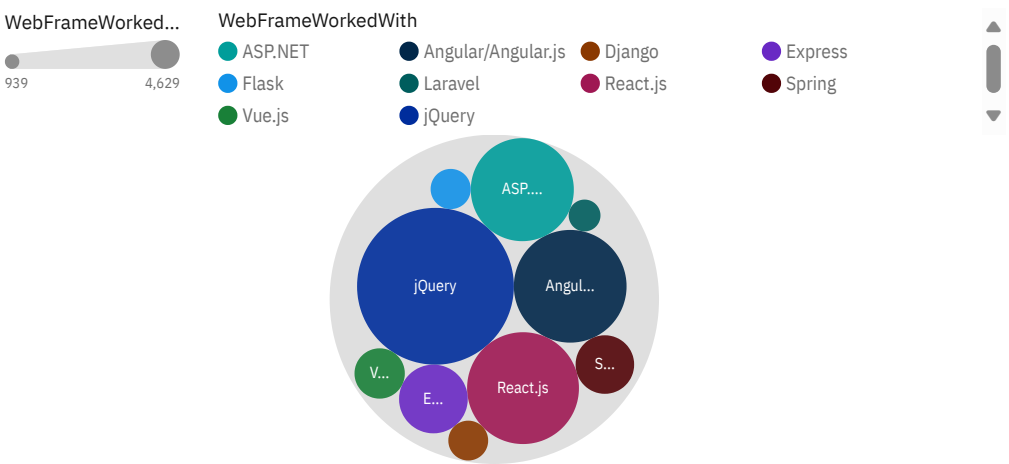 WebFrameWorked...
939 4,629
WebFrameWorkedWith
ASP.NET Angular/Angular.js Django Express
Flask Laravel React.js Spring
Vue.js jQuery
ASP....
jQuery Angul...
V... E... React.js S...